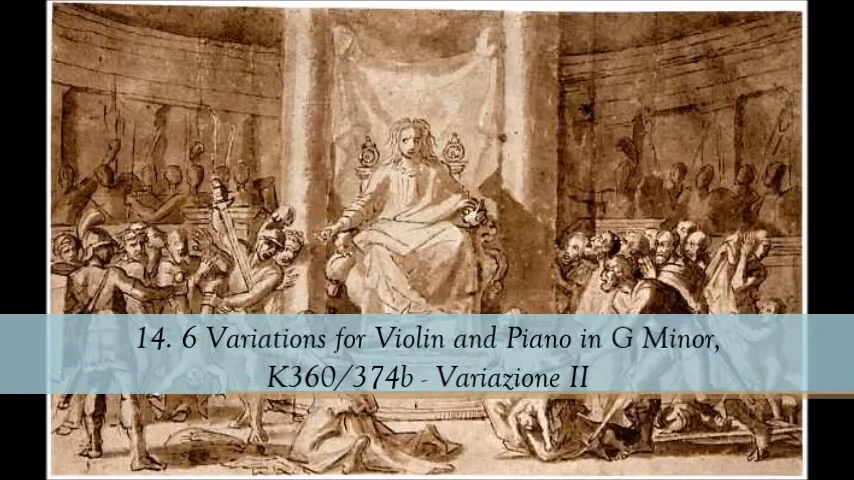 14. 6 Variations for Violin and Piano in G Minor,
K360/374b - Variazione II